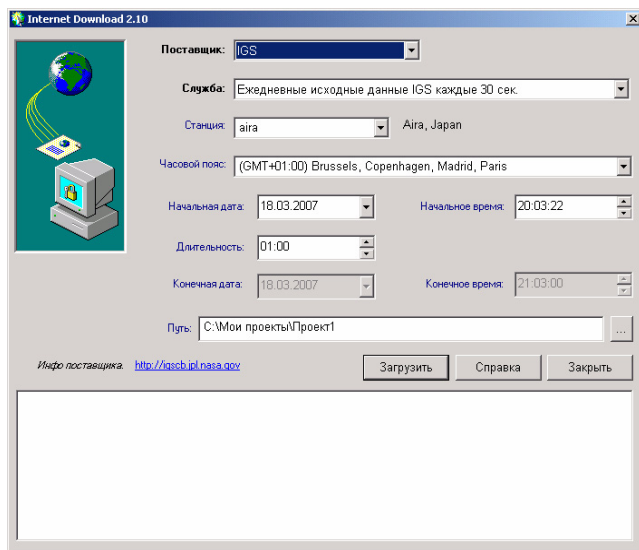 Internet Download 2.10
Поставщик: IGS
Служба: Ежедневные исходные данные IGS каждые 30 сек.
Станция: aira Aira, Japan
Часовой пояс: (GMT+01:00) Brussels, Copenhagen, Madrid, Paris
Начальная дата: 18.03.2007 Начальное время: 20:03:22
Длительность: 01:00
Конечная дата: 18.03.2007 Конечное время: 21:03:00
Путь: C:\Мои проекты\Проект1 ...
Инфо поставщика. http://igscb.jpl.nasa.gov Загрузить Справка Закрыть